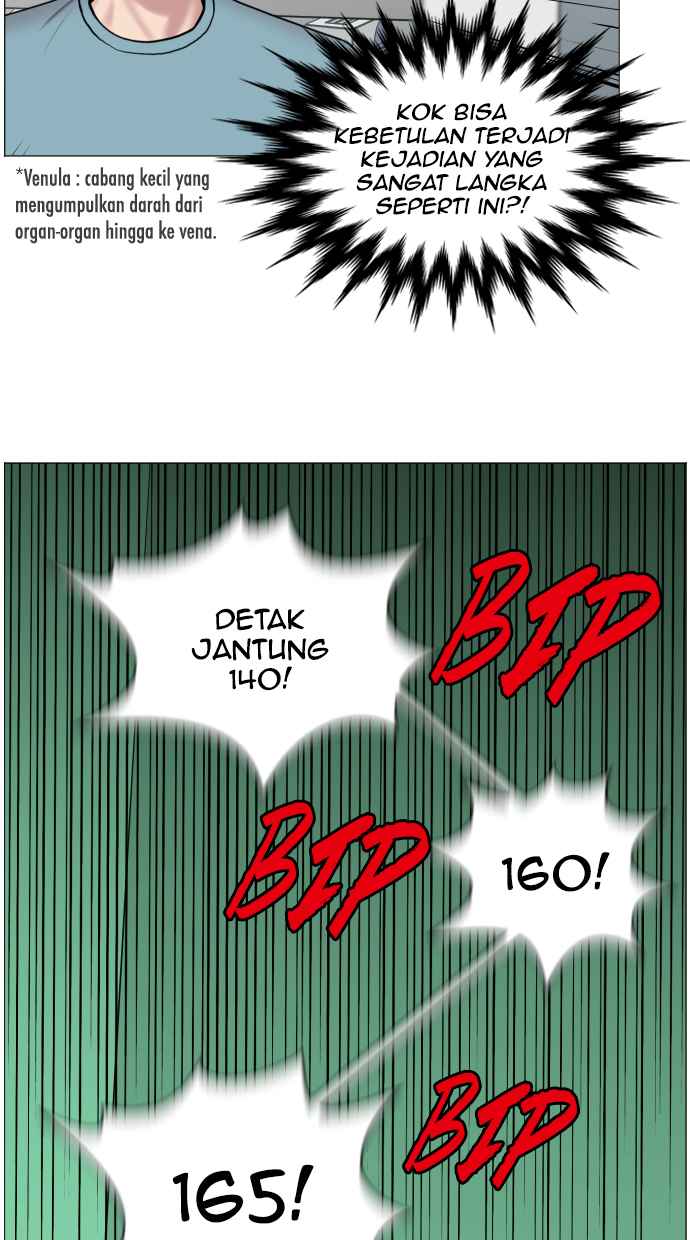 KOK BISA
KEBETULAN TERJADI
KEJADIAN YANG
SANGAT LANGKA
SEPERTI INI?!
*Venula : cabang kecil yang
mengumpulkan darah dari
organ-organ hingga ke vena.
DETAK
JANTUNG
140!
BIP
160!
BIP
165!
BIP